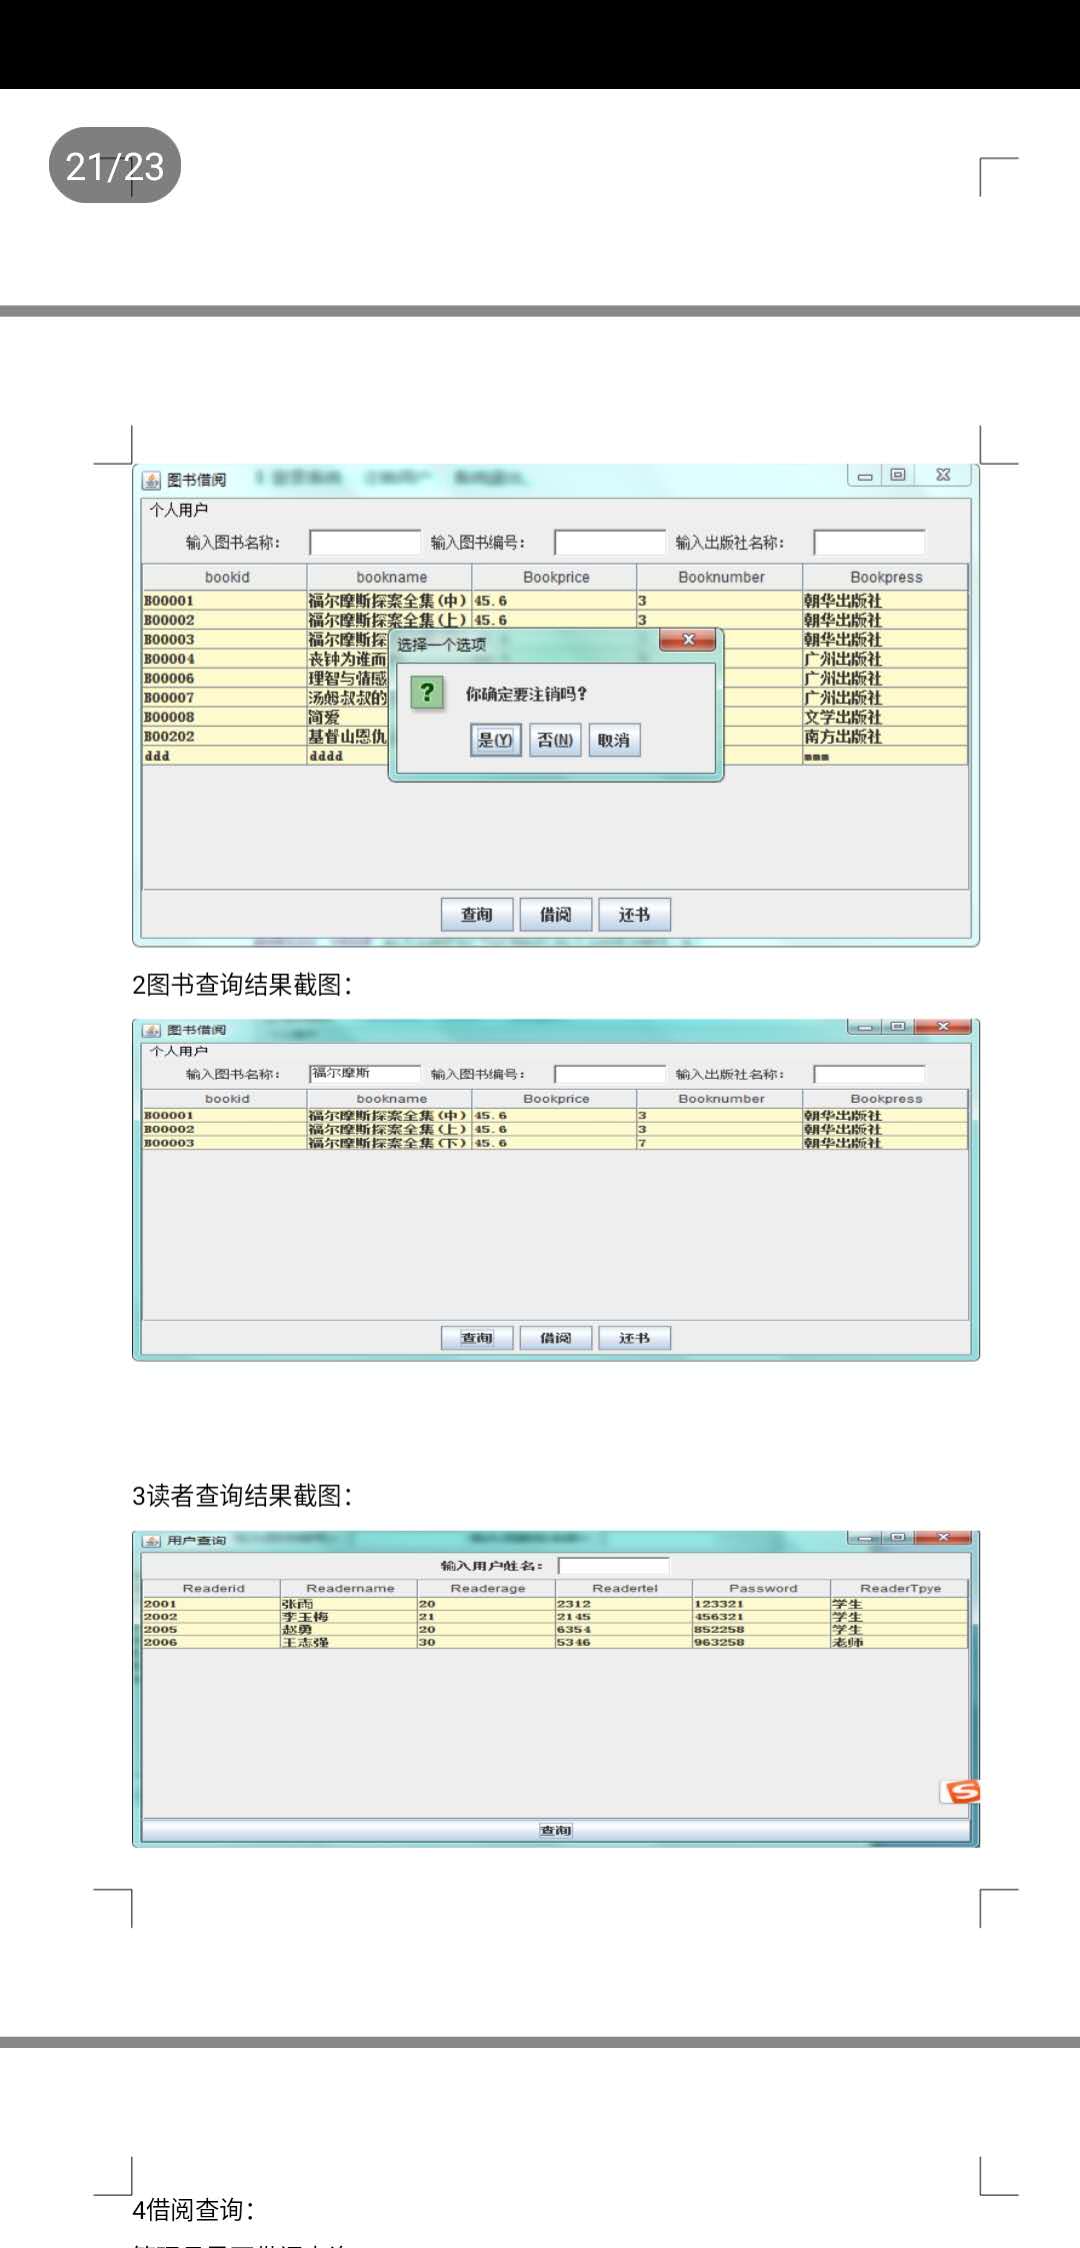 21/23
图书借阅
个人用户
输入图书名称: 输入图书编号: 输入出版社名称:
bookid bookname Bookprice Booknumber Bookpress
B00001 福尔摩斯探案全集(中) 45.6 3 朝华出版社
B00002 福尔摩斯探案全集(上) 45.6 3 朝华出版社
B00003 福尔摩斯探 朝华出版社
B00004 丧钟为谁而 广州出版社
B00006 理智与情感 广州出版社
B00007 汤姆叔叔的 广州出版社
B00008 简爱 文学出版社
B00202 基督山恩仇 南方出版社
ddd dddd mmm
选择一个选项
? 你确定要注销吗?
是(Y) 否(N) 取消
查询 借阅 还书
2图书查询结果截图:
图书借阅
个人用户
输入图书名称: 福尔摩斯 输入图书编号: 输入出版社名称:
bookid bookname Bookprice Booknumber Bookpress
B00001 福尔摩斯探案全集(中) 45.6 3 朝华出版社
B00002 福尔摩斯探案全集(上) 45.6 3 朝华出版社
B00003 福尔摩斯探案全集(下) 45.6 7 朝华出版社
查询 借阅 还书
3读者查询结果截图:
用户查询
输入用户姓名:
Readerid Readername Readerage Readertel Password ReaderTpye
2001 张雨 20 2312 123321 学生
2002 李玉梅 21 2145 456321 学生
2005 赵勇 20 6354 852258 学生
2006 王志强 30 5346 963258 老师
查询
4借阅查询: